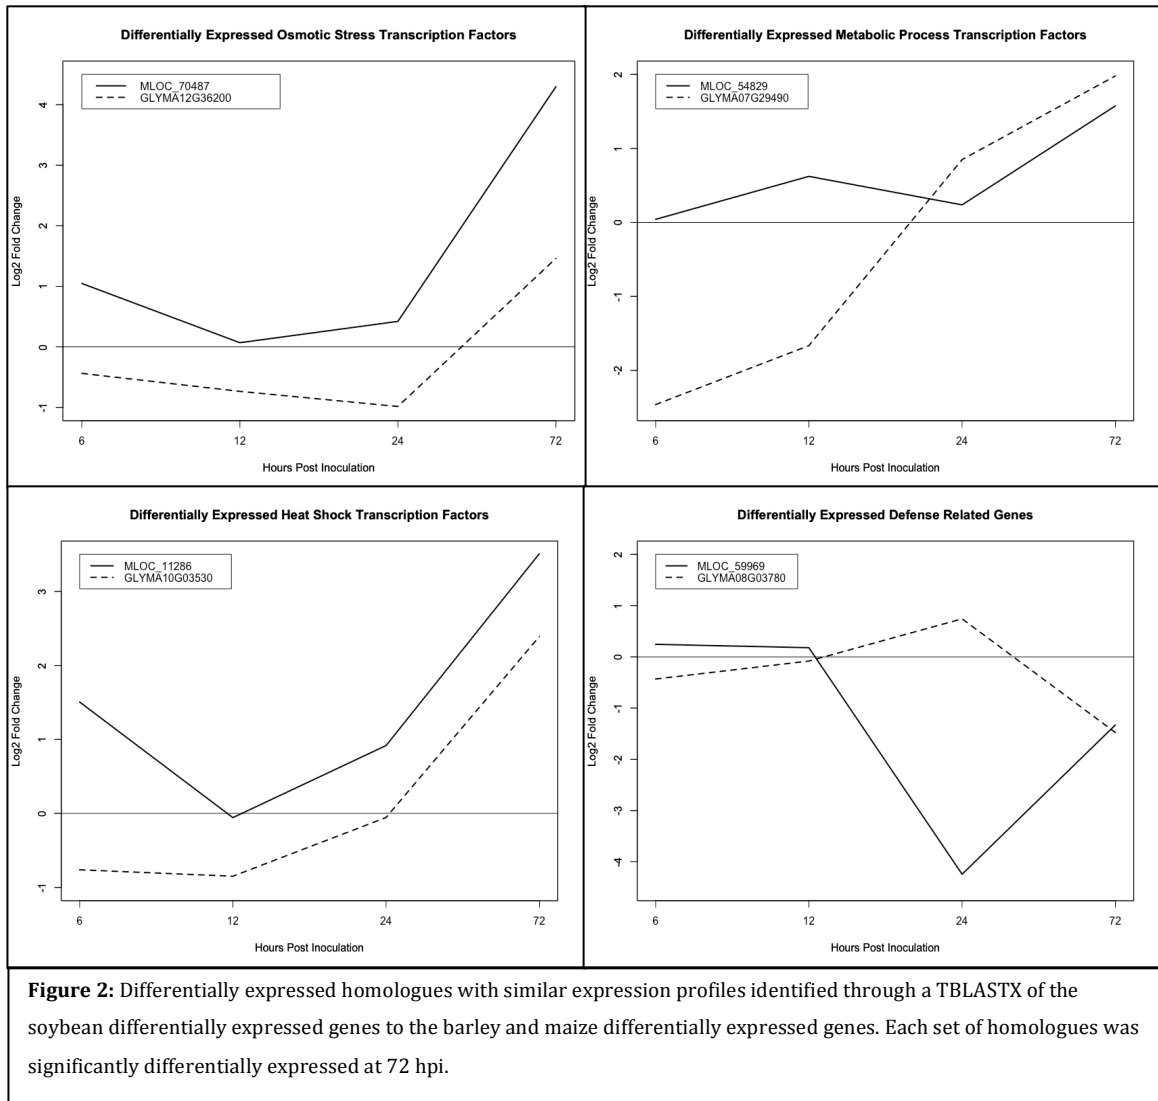 Differentially Expressed Osmotic Stress Transcription Factors
MLOC_70487
GLYMA12G36200
4
3
2
1
0
-1
Log2 Fold Change
6 12 24 72
Hours Post Inoculation
Differentially Expressed Metabolic Process Transcription Factors
MLOC_54829
GLYMA07G29490
2
1
0
-1
-2
Log2 Fold Change
6 12 24 72
Hours Post Inoculation
Differentially Expressed Heat Shock Transcription Factors
MLOC_11286
GLYMA10G03530
3
2
1
0
-1
Log2 Fold Change
6 12 24 72
Hours Post Inoculation
Differentially Expressed Defense Related Genes
MLOC_59969
GLYMA08G03780
2
1
0
-1
-2
-3
-4
Log2 Fold Change
6 12 24 72
Hours Post Inoculation
Figure 2: Differentially expressed homologues with similar expression profiles identified through a TBLASTX of the
soybean differentially expressed genes to the barley and maize differentially expressed genes. Each set of homologues was
significantly differentially expressed at 72 hpi.